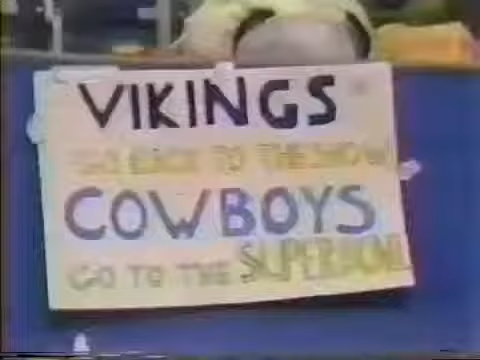 VIKINGS
GO BACK TO THE SNOW
COWBOYS
GO TO THE SUPERBOWL